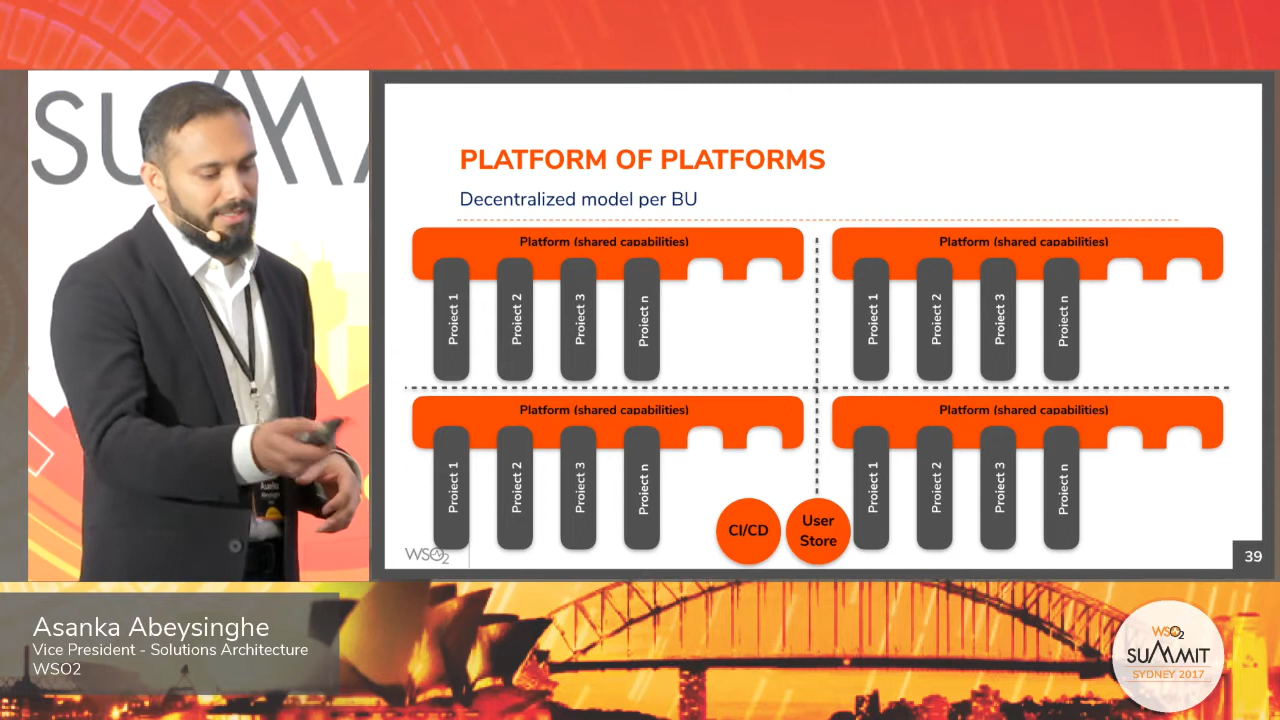 SUMM
PLATFORM OF PLATFORMS
Decentralized model per BU
Platform (shared capabilities)
Project 1
Project 2
Project 3
Project n
Platform (shared capabilities)
Project 1
Project 2
Project 3
Project n
Platform (shared capabilities)
Project 1
Project 2
Project 3
Project n
Platform (shared capabilities)
Project 1
Project 2
Project 3
Project n
CI/CD
User
Store
WSO2
39
Asanka Abeysinghe
Vice President - Solutions Architecture
WSO2
WSO2
SUMMIT
SYDNEY 2017